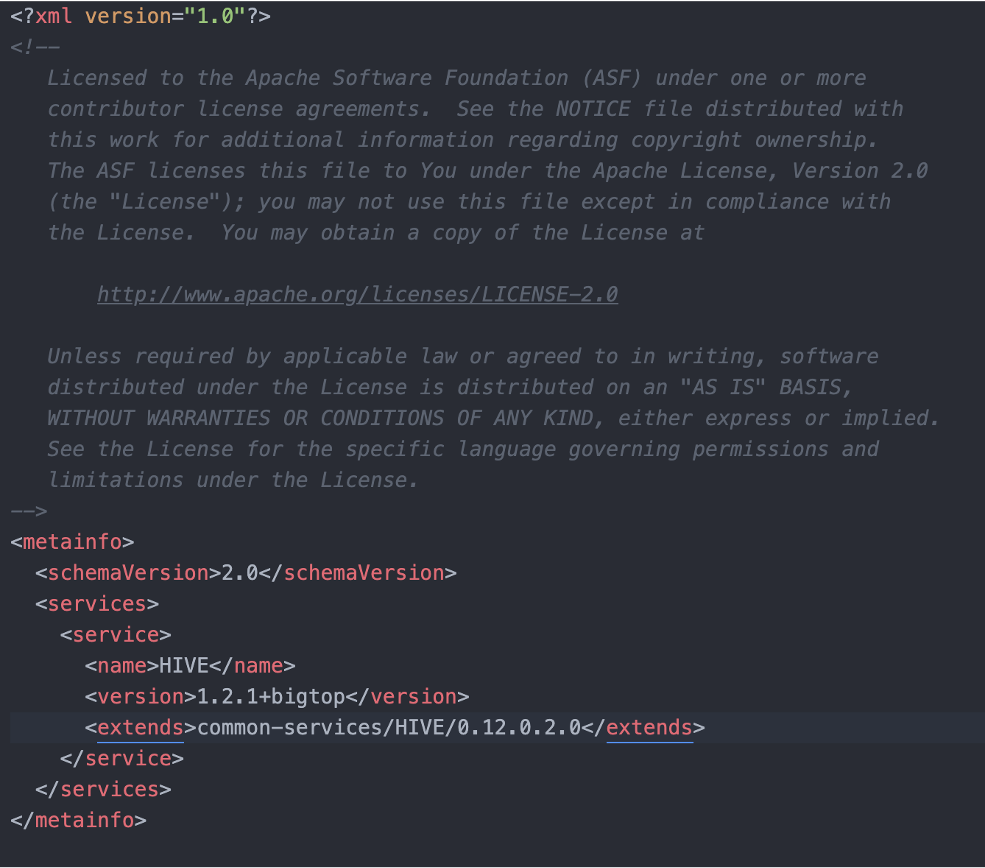 <?xml version="1.0"?>
<!--
   Licensed to the Apache Software Foundation (ASF) under one or more
   contributor license agreements.  See the NOTICE file distributed with
   this work for additional information regarding copyright ownership.
   The ASF licenses this file to You under the Apache License, Version 2.0
   (the "License"); you may not use this file except in compliance with
   the License.  You may obtain a copy of the License at

       http://www.apache.org/licenses/LICENSE-2.0

   Unless required by applicable law or agreed to in writing, software
   distributed under the License is distributed on an "AS IS" BASIS,
   WITHOUT WARRANTIES OR CONDITIONS OF ANY KIND, either express or implied.
   See the License for the specific language governing permissions and
   limitations under the License.
-->
<metainfo>
  <schemaVersion>2.0</schemaVersion>
  <services>
    <service>
      <name>HIVE</name>
      <version>1.2.1+bigtop</version>
      <extends>common-services/HIVE/0.12.0.2.0</extends>
    </service>
  </services>
</metainfo>